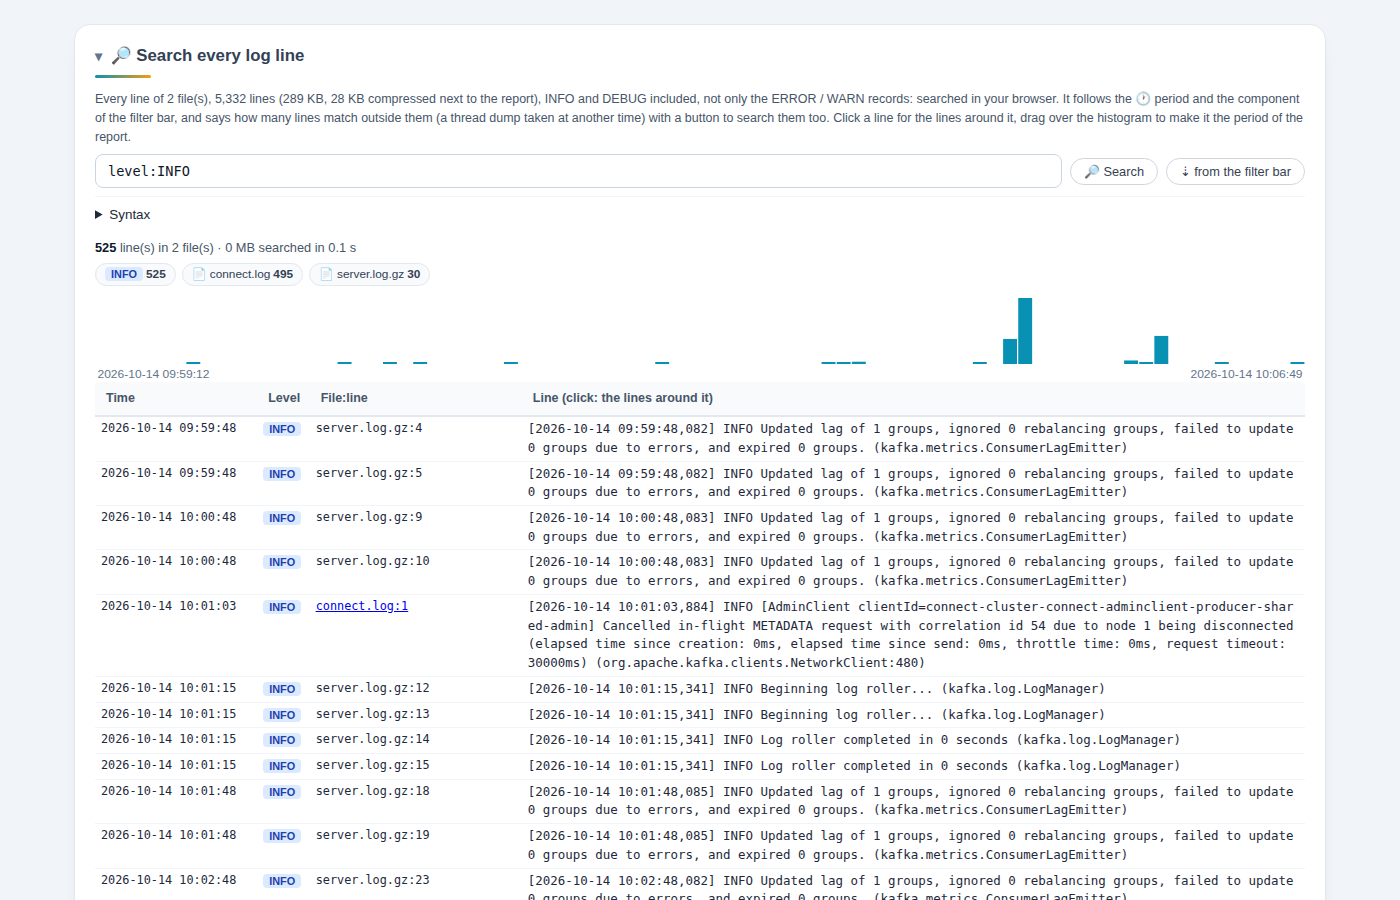 ▼ 🔎 Search every log line
Every line of 2 file(s), 5,332 lines (289 KB, 28 KB compressed next to the report), INFO and DEBUG included, not only the ERROR / WARN records: searched in your browser. It follows the 🕐 period and the component
of the filter bar, and says how many lines match outside them (a thread dump taken at another time) with a button to search them too. Click a line for the lines around it, drag over the histogram to make it the period of the
report.
level:INFO
🔎 Search
⇣ from the filter bar
▶ Syntax
525 line(s) in 2 file(s) · 0 MB searched in 0.1 s
INFO 525
📄 connect.log 495
📄 server.log.gz 30
2026-10-14 09:59:12
2026-10-14 10:06:49
Time Level File:line Line (click: the lines around it)
2026-10-14 09:59:48 INFO server.log.gz:4 [2026-10-14 09:59:48,082] INFO Updated lag of 1 groups, ignored 0 rebalancing groups, failed to update
0 groups due to errors, and expired 0 groups. (kafka.metrics.ConsumerLagEmitter)
2026-10-14 09:59:48 INFO server.log.gz:5 [2026-10-14 09:59:48,082] INFO Updated lag of 1 groups, ignored 0 rebalancing groups, failed to update
0 groups due to errors, and expired 0 groups. (kafka.metrics.ConsumerLagEmitter)
2026-10-14 10:00:48 INFO server.log.gz:9 [2026-10-14 10:00:48,083] INFO Updated lag of 1 groups, ignored 0 rebalancing groups, failed to update
0 groups due to errors, and expired 0 groups. (kafka.metrics.ConsumerLagEmitter)
2026-10-14 10:00:48 INFO server.log.gz:10 [2026-10-14 10:00:48,083] INFO Updated lag of 1 groups, ignored 0 rebalancing groups, failed to update
0 groups due to errors, and expired 0 groups. (kafka.metrics.ConsumerLagEmitter)
2026-10-14 10:01:03 INFO connect.log:1 [2026-10-14 10:01:03,884] INFO [AdminClient clientId=connect-cluster-connect-adminclient-producer-shar
ed-admin] Cancelled in-flight METADATA request with correlation id 54 due to node 1 being disconnected
(elapsed time since creation: 0ms, elapsed time since send: 0ms, throttle time: 0ms, request timeout:
30000ms) (org.apache.kafka.clients.NetworkClient:480)
2026-10-14 10:01:15 INFO server.log.gz:12 [2026-10-14 10:01:15,341] INFO Beginning log roller... (kafka.log.LogManager)
2026-10-14 10:01:15 INFO server.log.gz:13 [2026-10-14 10:01:15,341] INFO Beginning log roller... (kafka.log.LogManager)
2026-10-14 10:01:15 INFO server.log.gz:14 [2026-10-14 10:01:15,341] INFO Log roller completed in 0 seconds (kafka.log.LogManager)
2026-10-14 10:01:15 INFO server.log.gz:15 [2026-10-14 10:01:15,341] INFO Log roller completed in 0 seconds (kafka.log.LogManager)
2026-10-14 10:01:48 INFO server.log.gz:18 [2026-10-14 10:01:48,085] INFO Updated lag of 1 groups, ignored 0 rebalancing groups, failed to update
0 groups due to errors, and expired 0 groups. (kafka.metrics.ConsumerLagEmitter)
2026-10-14 10:01:48 INFO server.log.gz:19 [2026-10-14 10:01:48,085] INFO Updated lag of 1 groups, ignored 0 rebalancing groups, failed to update
0 groups due to errors, and expired 0 groups. (kafka.metrics.ConsumerLagEmitter)
2026-10-14 10:02:48 INFO server.log.gz:23 [2026-10-14 10:02:48,082] INFO Updated lag of 1 groups, ignored 0 rebalancing groups, failed to update
0 groups due to errors, and expired 0 groups. (kafka.metrics.ConsumerLagEmitter)